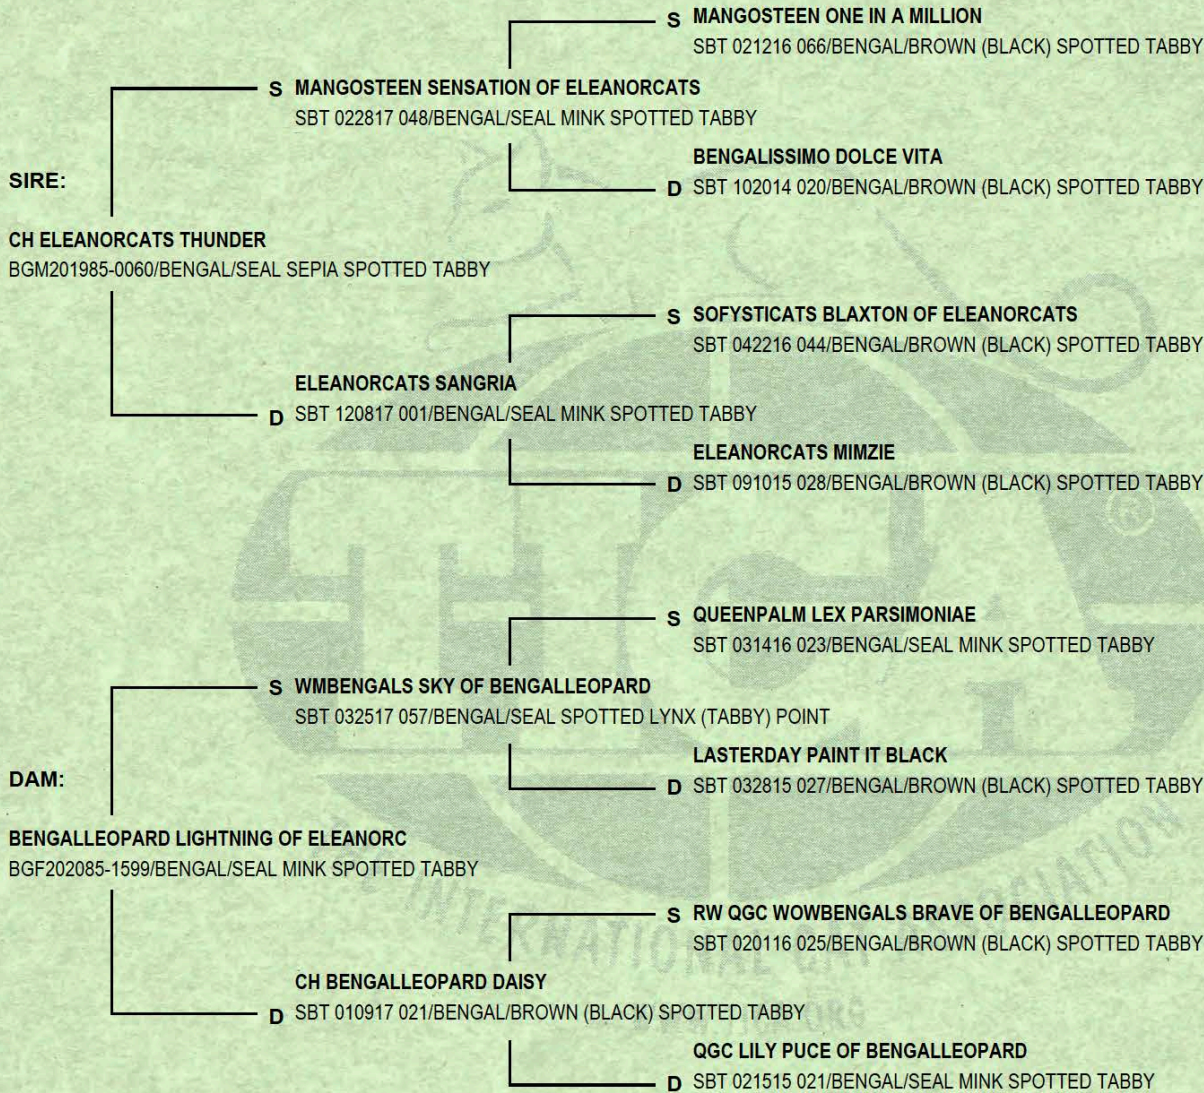 S MANGOSTEEN ONE IN A MILLION
SBT 021216 066/BENGAL/BROWN (BLACK) SPOTTED TABBY
S MANGOSTEEN SENSATION OF ELEANORCATS
SBT 022817 048/BENGAL/SEAL MINK SPOTTED TABBY
BENGALISSIMO DOLCE VITA
D SBT 102014 020/BENGAL/BROWN (BLACK) SPOTTED TABBY
SIRE:
CH ELEANORCATS THUNDER
BGM201985-0060/BENGAL/SEAL SEPIA SPOTTED TABBY
S SOFYSTICATS BLAXTON OF ELEANORCATS
SBT 042216 044/BENGAL/BROWN (BLACK) SPOTTED TABBY
ELEANORCATS SANGRIA
D SBT 120817 001/BENGAL/SEAL MINK SPOTTED TABBY
ELEANORCATS MIMZIE
D SBT 091015 028/BENGAL/BROWN (BLACK) SPOTTED TABBY
S QUEENPALM LEX PARSIMONIAE
SBT 031416 023/BENGAL/SEAL MINK SPOTTED TABBY
S WMBENGALS SKY OF BENGALLEOPARD
SBT 032517 057/BENGAL/SEAL SPOTTED LYNX (TABBY) POINT
LASTERDAY PAINT IT BLACK
D SBT 032815 027/BENGAL/BROWN (BLACK) SPOTTED TABBY
DAM:
BENGALLEOPARD LIGHTNING OF ELEANORC
BGF202085-1599/BENGAL/SEAL MINK SPOTTED TABBY
S RW QGC WOWBENGALS BRAVE OF BENGALLEOPARD
SBT 020116 025/BENGAL/BROWN (BLACK) SPOTTED TABBY
CH BENGALLEOPARD DAISY
D SBT 010917 021/BENGAL/BROWN (BLACK) SPOTTED TABBY
QGC LILY PUCE OF BENGALLEOPARD
D SBT 021515 021/BENGAL/SEAL MINK SPOTTED TABBY
TICA
®
THE INTERNATIONAL CAT ASSOCIATION